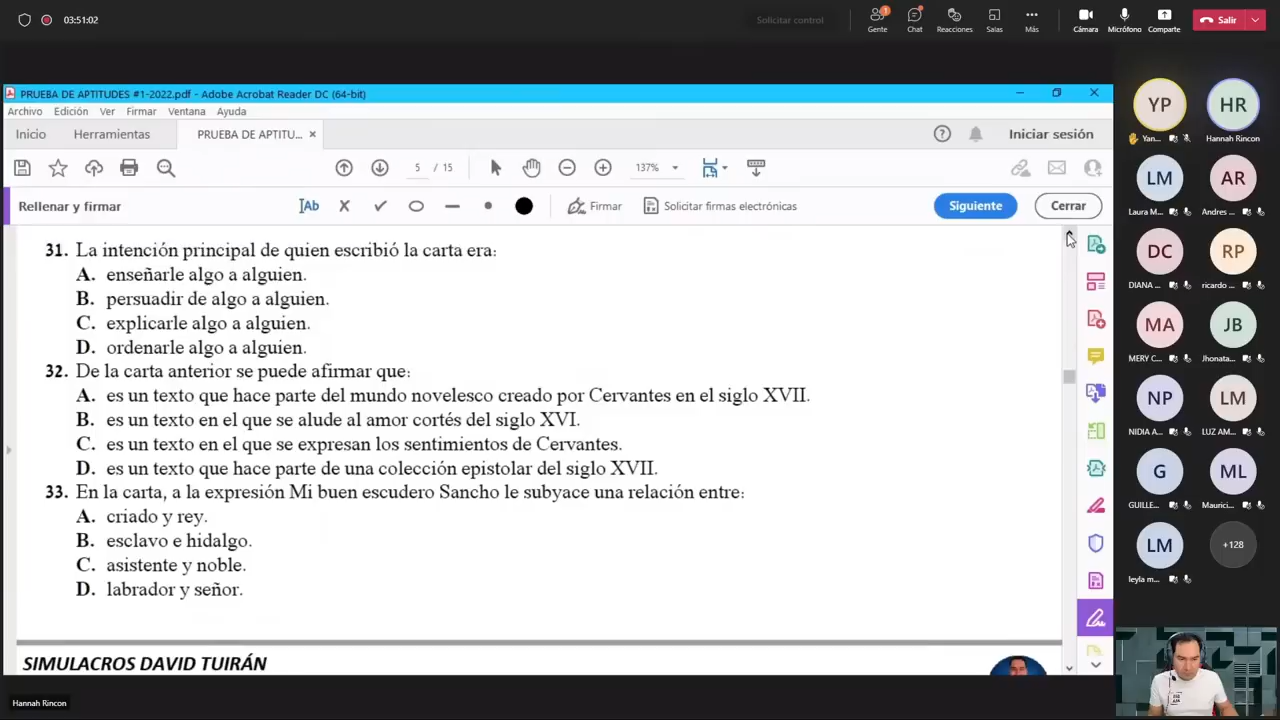 03:51:02
Solicitar control
1
Gente
Chat
Reacciones
Salas
Más
Cámara
Micrófono
Comparte
Salir
PRUEBA DE APTITUDES #1-2022.pdf - Adobe Acrobat Reader DC (64-bit)
Archivo Edición Ver Firmar Ventana Ayuda
Inicio Herramientas PRUEBA DE APTITU... × Iniciar sesión
5 / 15 137%
Rellenar y firmar
Ab Firmar Solicitar firmas electrónicas Siguiente Cerrar
31. La intención principal de quien escribió la carta era:
A. enseñarle algo a alguien.
B. persuadir de algo a alguien.
C. explicarle algo a alguien.
D. ordenarle algo a alguien.
32. De la carta anterior se puede afirmar que:
A. es un texto que hace parte del mundo novelesco creado por Cervantes en el siglo XVII.
B. es un texto en el que se alude al amor cortés del siglo XVI.
C. es un texto en el que se expresan los sentimientos de Cervantes.
D. es un texto que hace parte de una colección epistolar del siglo XVII.
33. En la carta, a la expresión Mi buen escudero Sancho le subyace una relación entre:
A. criado y rey.
B. esclavo e hidalgo.
C. asistente y noble.
D. labrador y señor.
SIMULACROS DAVID TUIRÁN
Hannah Rincon
YP HR
Yan... Hannah Rincon
LM AR
Laura M... Andres ...
DC RP
DIANA ... ricardo ...
MA JB
MERY C... Jhonata...
NP LM
NIDIA A... LUZ AM...
G ML
GUILLE... Maurici...
LM +128
leyla m...